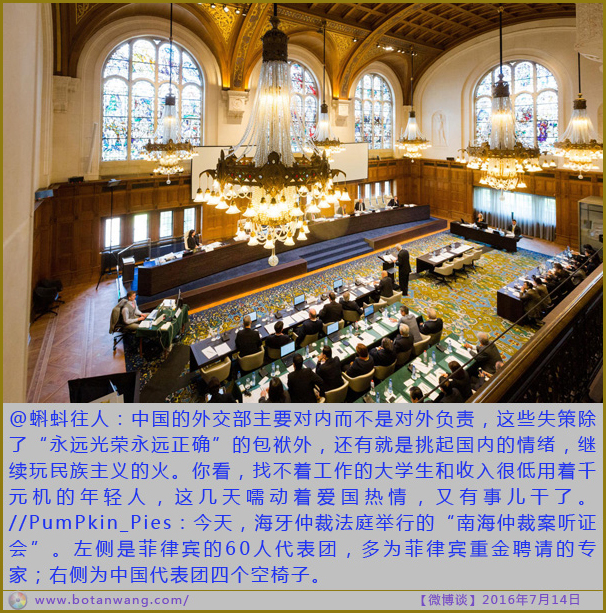 @蝌蚪往人：中国的外交部主要对内而不是对外负责，这些失策除
了“永远光荣永远正确”的包袱外，还有就是挑起国内的情绪，继
续玩民族主义的火。你看，找不着工作的大学生和收入很低用着千
元机的年轻人，这几天嚅动着爱国热情，又有事儿干了。
//PumPkin_Pies：今天，海牙仲裁法庭举行的“南海仲裁案听证
会”。左侧是菲律宾的60人代表团，多为菲律宾重金聘请的专
家；右侧为中国代表团四个空椅子。
www.botanwang.com/ 【微博谈】2016年7月14日